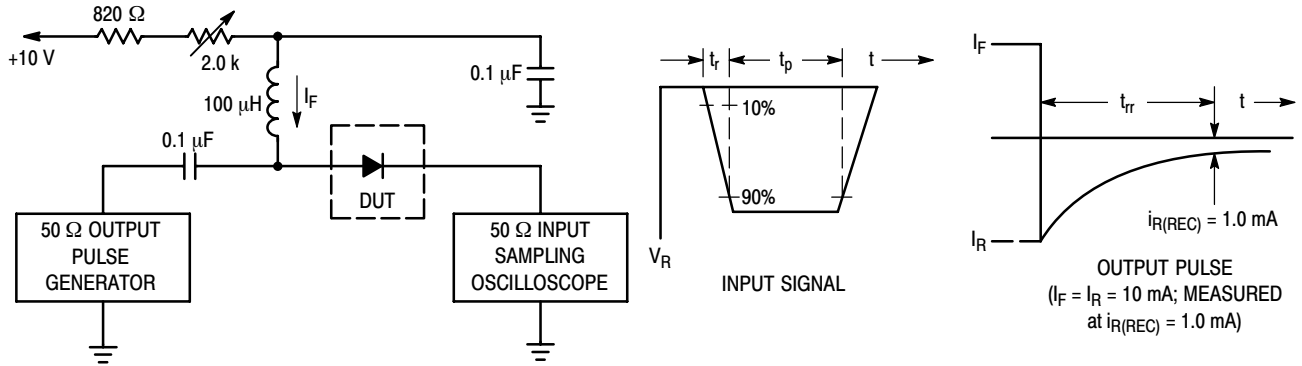 820 Ω
+10 V
2.0 k
100 µH
I_F
0.1 µF
0.1 µF
DUT
50 Ω OUTPUT
PULSE
GENERATOR
50 Ω INPUT
SAMPLING
OSCILLOSCOPE
t_r
t_p
t
10%
90%
V_R
INPUT SIGNAL
I_F
t_rr
t
I_R
i_R(REC) = 1.0 mA
OUTPUT PULSE
(I_F = I_R = 10 mA; MEASURED
at i_R(REC) = 1.0 mA)